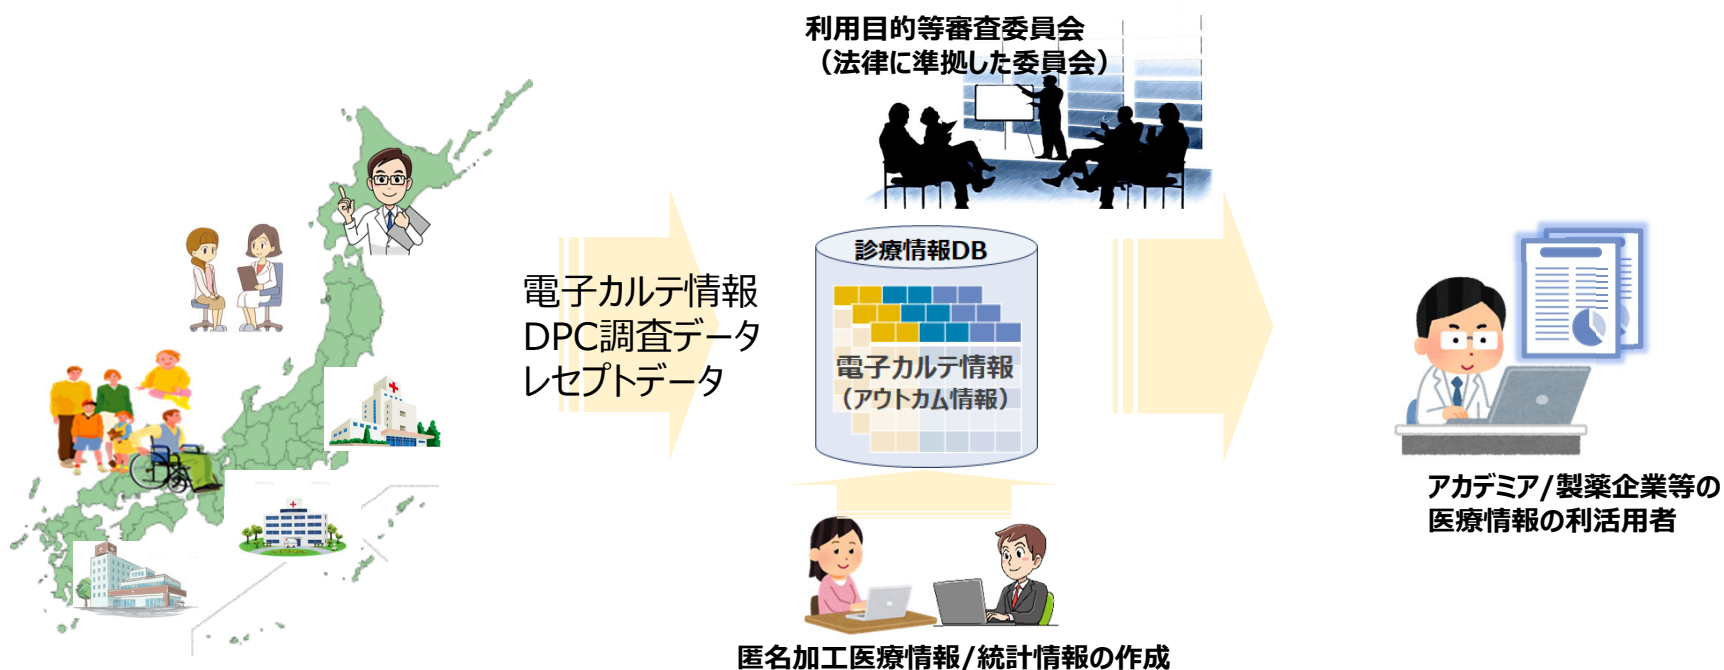 利用目的等審査委員会
（法律に準拠した委員会）
電子カルテ情報
DPC調査データ
レセプトデータ
診療情報DB
電子カルテ情報
（アウトカム情報）
アカデミア/製薬企業等の
医療情報の利活用者
匿名加工医療情報/統計情報の作成